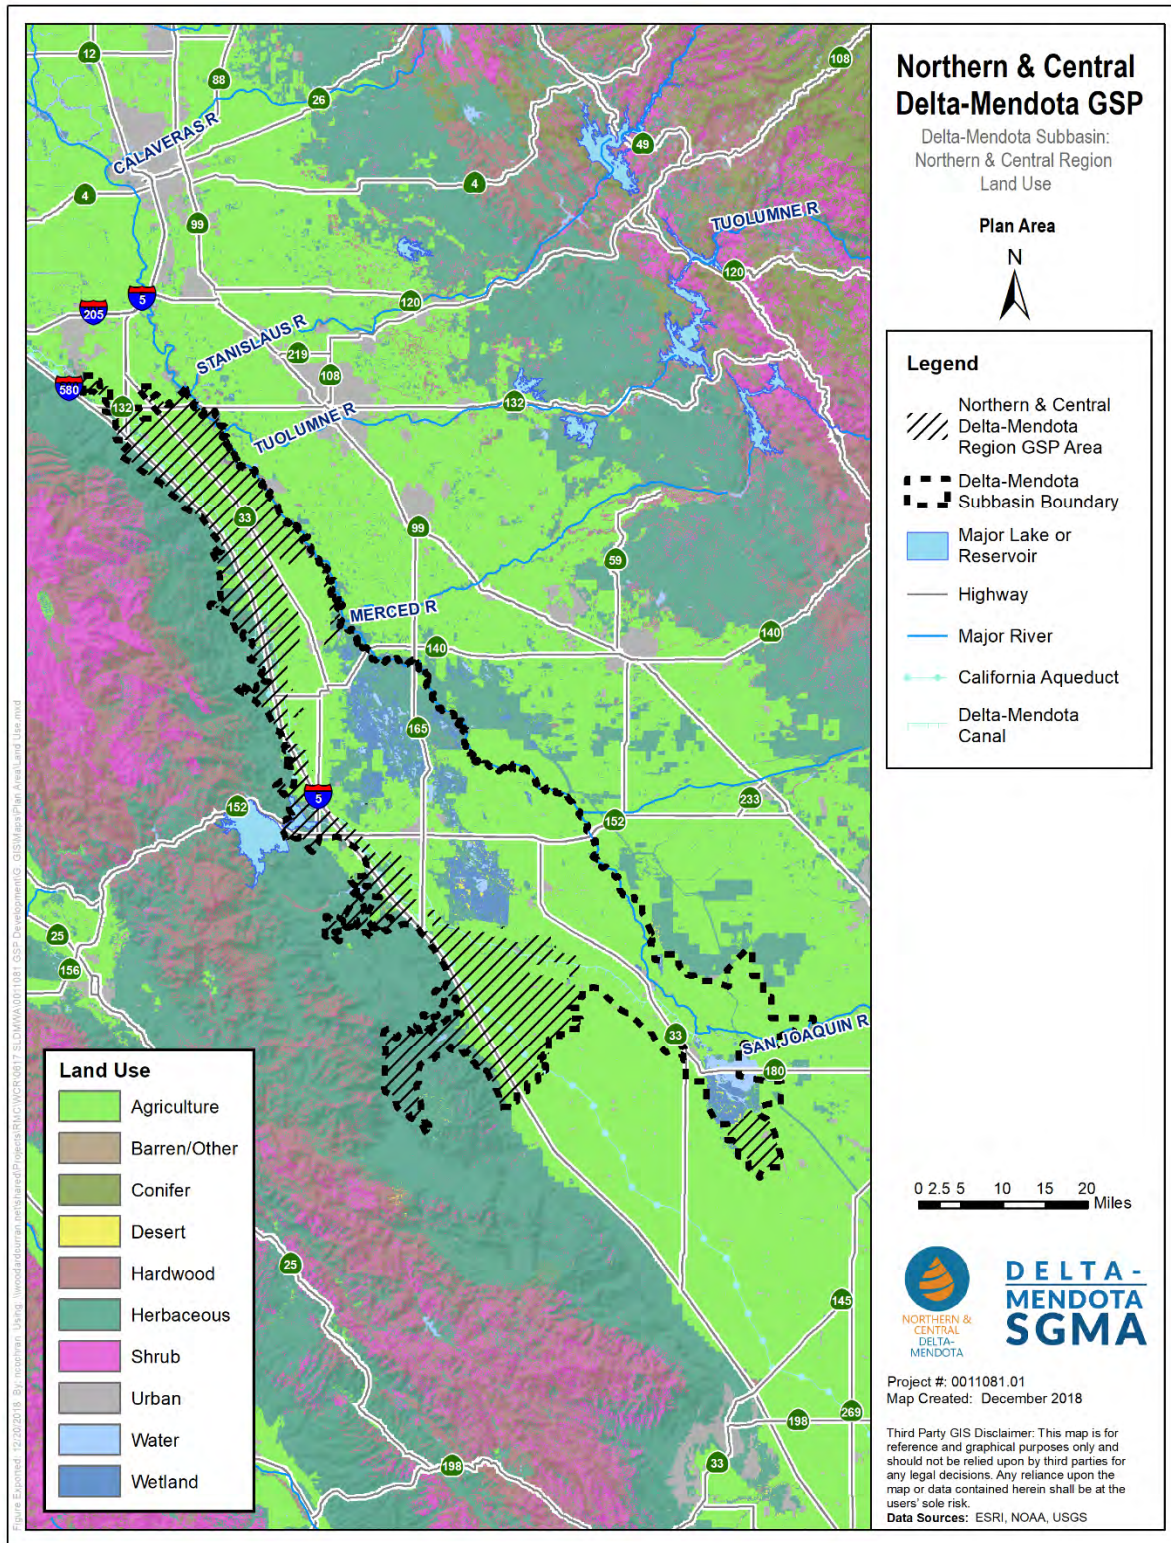 Northern & Central
Delta-Mendota GSP
Delta-Mendota Subbasin:
Northern & Central Region
Land Use
Plan Area
N
Legend
Northern & Central
Delta-Mendota
Region GSP Area
Delta-Mendota
Subbasin Boundary
Major Lake or
Reservoir
Highway
Major River
California Aqueduct
Delta-Mendota
Canal
0 2.5 5 10 15 20
Miles
NORTHERN &
CENTRAL
DELTA-
MENDOTA
DELTA-
MENDOTA
SGMA
Project #: 0011081.01
Map Created: December 2018
Third Party GIS Disclaimer: This map is for
reference and graphical purposes only and
should not be relied upon by third parties for
any legal decisions. Any reliance upon the
map or data contained herein shall be at the
users' sole risk.
Data Sources: ESRI, NOAA, USGS
12
88
26
108
CALAVERAS R
49
4
4
99
TUOLUMNE R
120
5
205
120
STANISLAUS R
219
108
580
132
132
TUOLUMNE R
33
99
59
MERCED R
140
140
165
5
152
233
152
25
156
33
SAN JOAQUIN R
180
25
145
198
269
198
33
Land Use
Agriculture
Barren/Other
Conifer
Desert
Hardwood
Herbaceous
Shrub
Urban
Water
Wetland